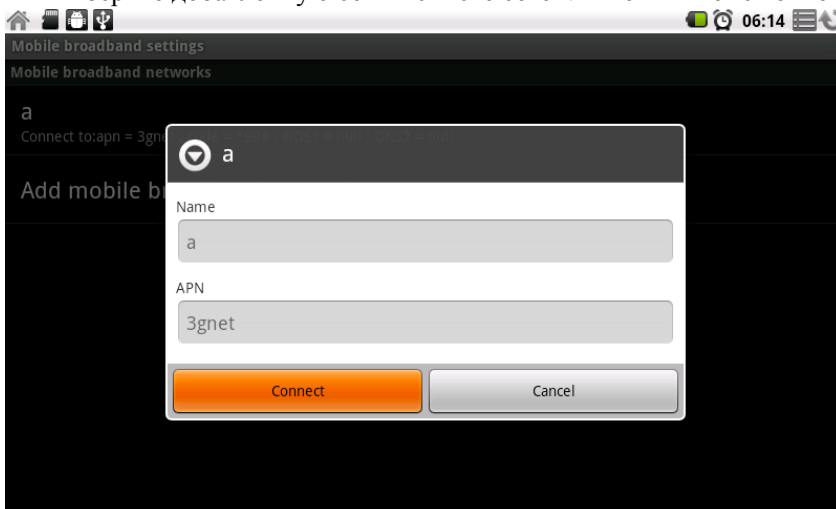 06:14
Mobile broadband settings
Mobile broadband networks
a
Connect to:apn = 3gne
Add mobile b
a
Name
a
APN
3gnet
Connect
Cancel